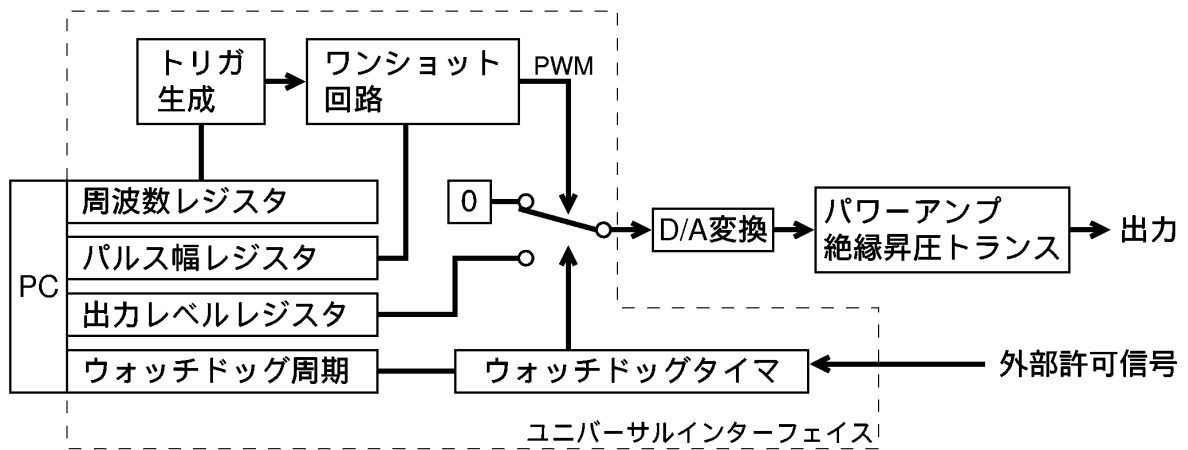 トリガ
生成
ワンショット
回路
PWM
周波数レジスタ
0
パルス幅レジスタ
D/A変換
パワーアンプ
絶縁昇圧トランス
出力
PC
出力レベルレジスタ
ウォッチドッグ周期
ウォッチドッグタイマ
外部許可信号
ユニバーサルインターフェイス